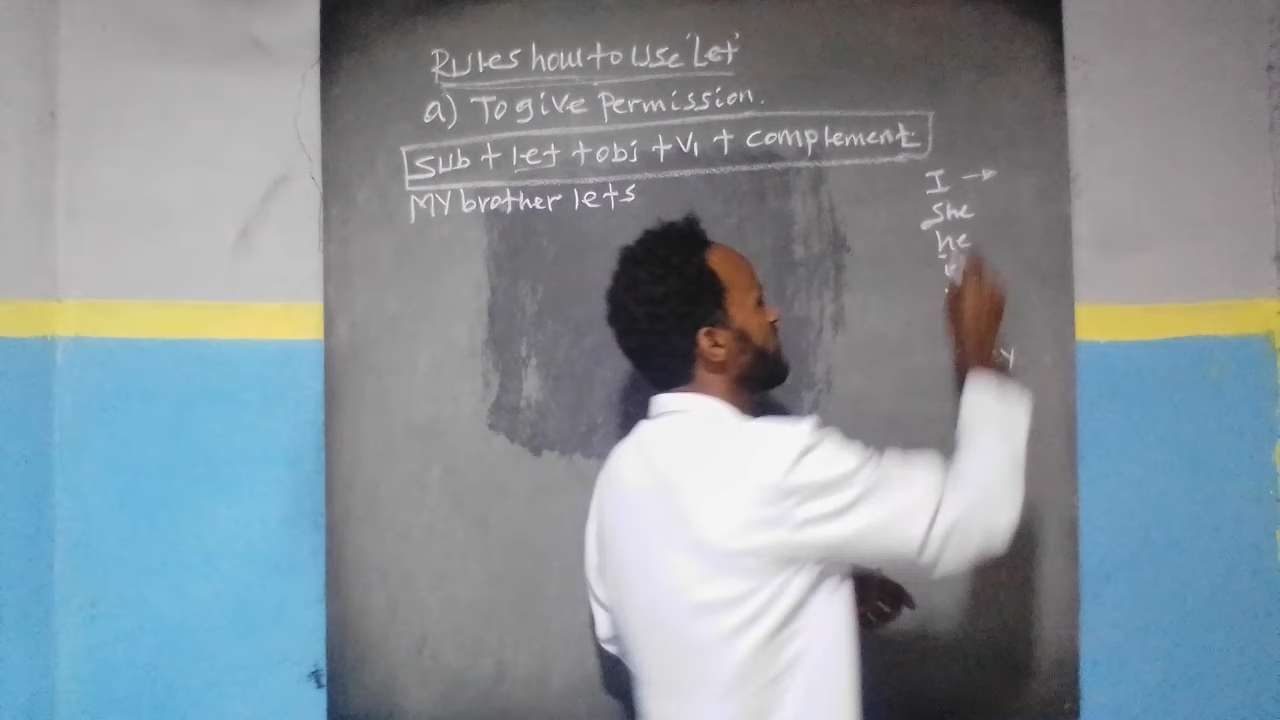 Rules how to use 'Let'
a) To give Permission.
Sub + let + obj + V1 + complement.
MY brother lets
I →
She
he